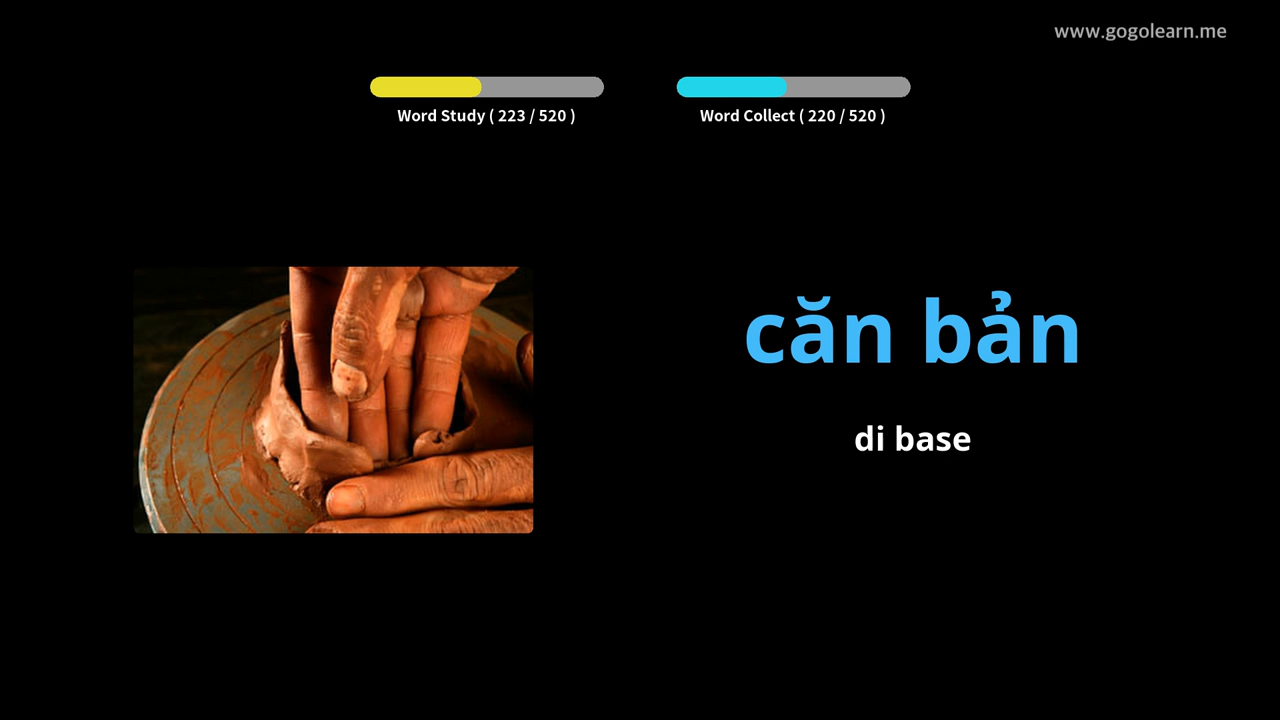 www.gogolearn.me
Word Study ( 223 / 520 )
Word Collect ( 220 / 520 )
căn bản
di base